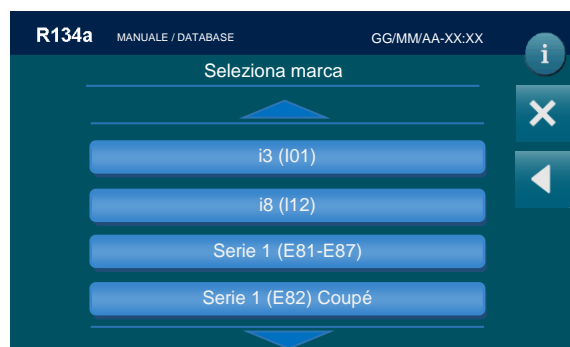 R134a MANUALE / DATABASE GG/MM/AA-XX:XX
i
Seleziona marca
i3 (I01)
i8 (I12)
Serie 1 (E81-E87)
Serie 1 (E82) Coupé